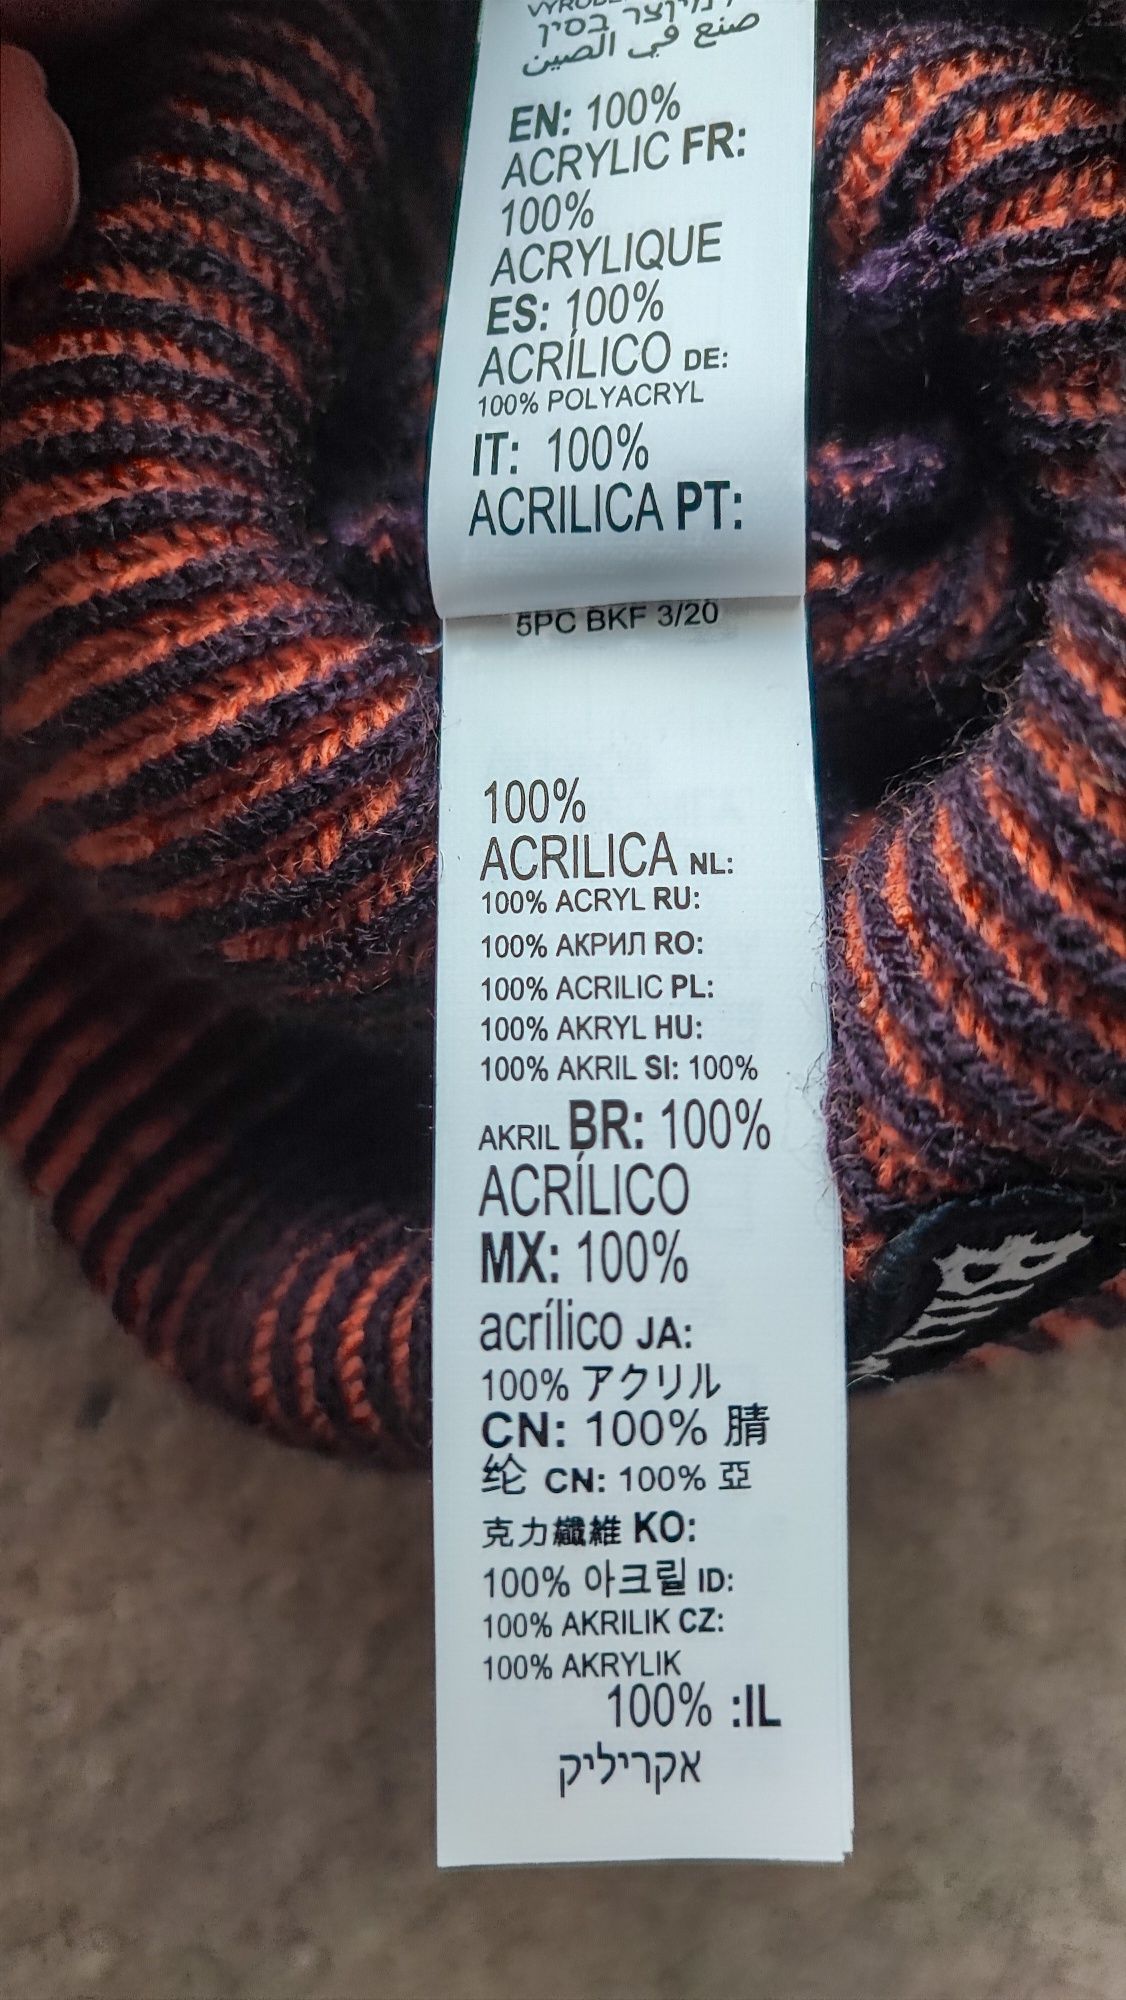 מיוצר בסין
صنع في الصين
EN: 100%
ACRYLIC FR:
100%
ACRYLIQUE
ES: 100%
ACRÍLICO DE:
100% POLYACRYL
IT: 100%
ACRILICA PT:
5PC BKF 3/20
100%
ACRILICA NL:
100% ACRYL RU:
100% АКРИЛ RO:
100% ACRILIC PL:
100% AKRYL HU:
100% AKRIL SI: 100%
AKRIL BR: 100%
ACRÍLICO
MX: 100%
acrílico JA:
100% アクリル
CN: 100% 腈
纶 CN: 100% 亞
克力纖維 KO:
100% 아크릴 ID:
100% AKRILIK CZ:
100% AKRYLIK
100% :IL
אקריליק